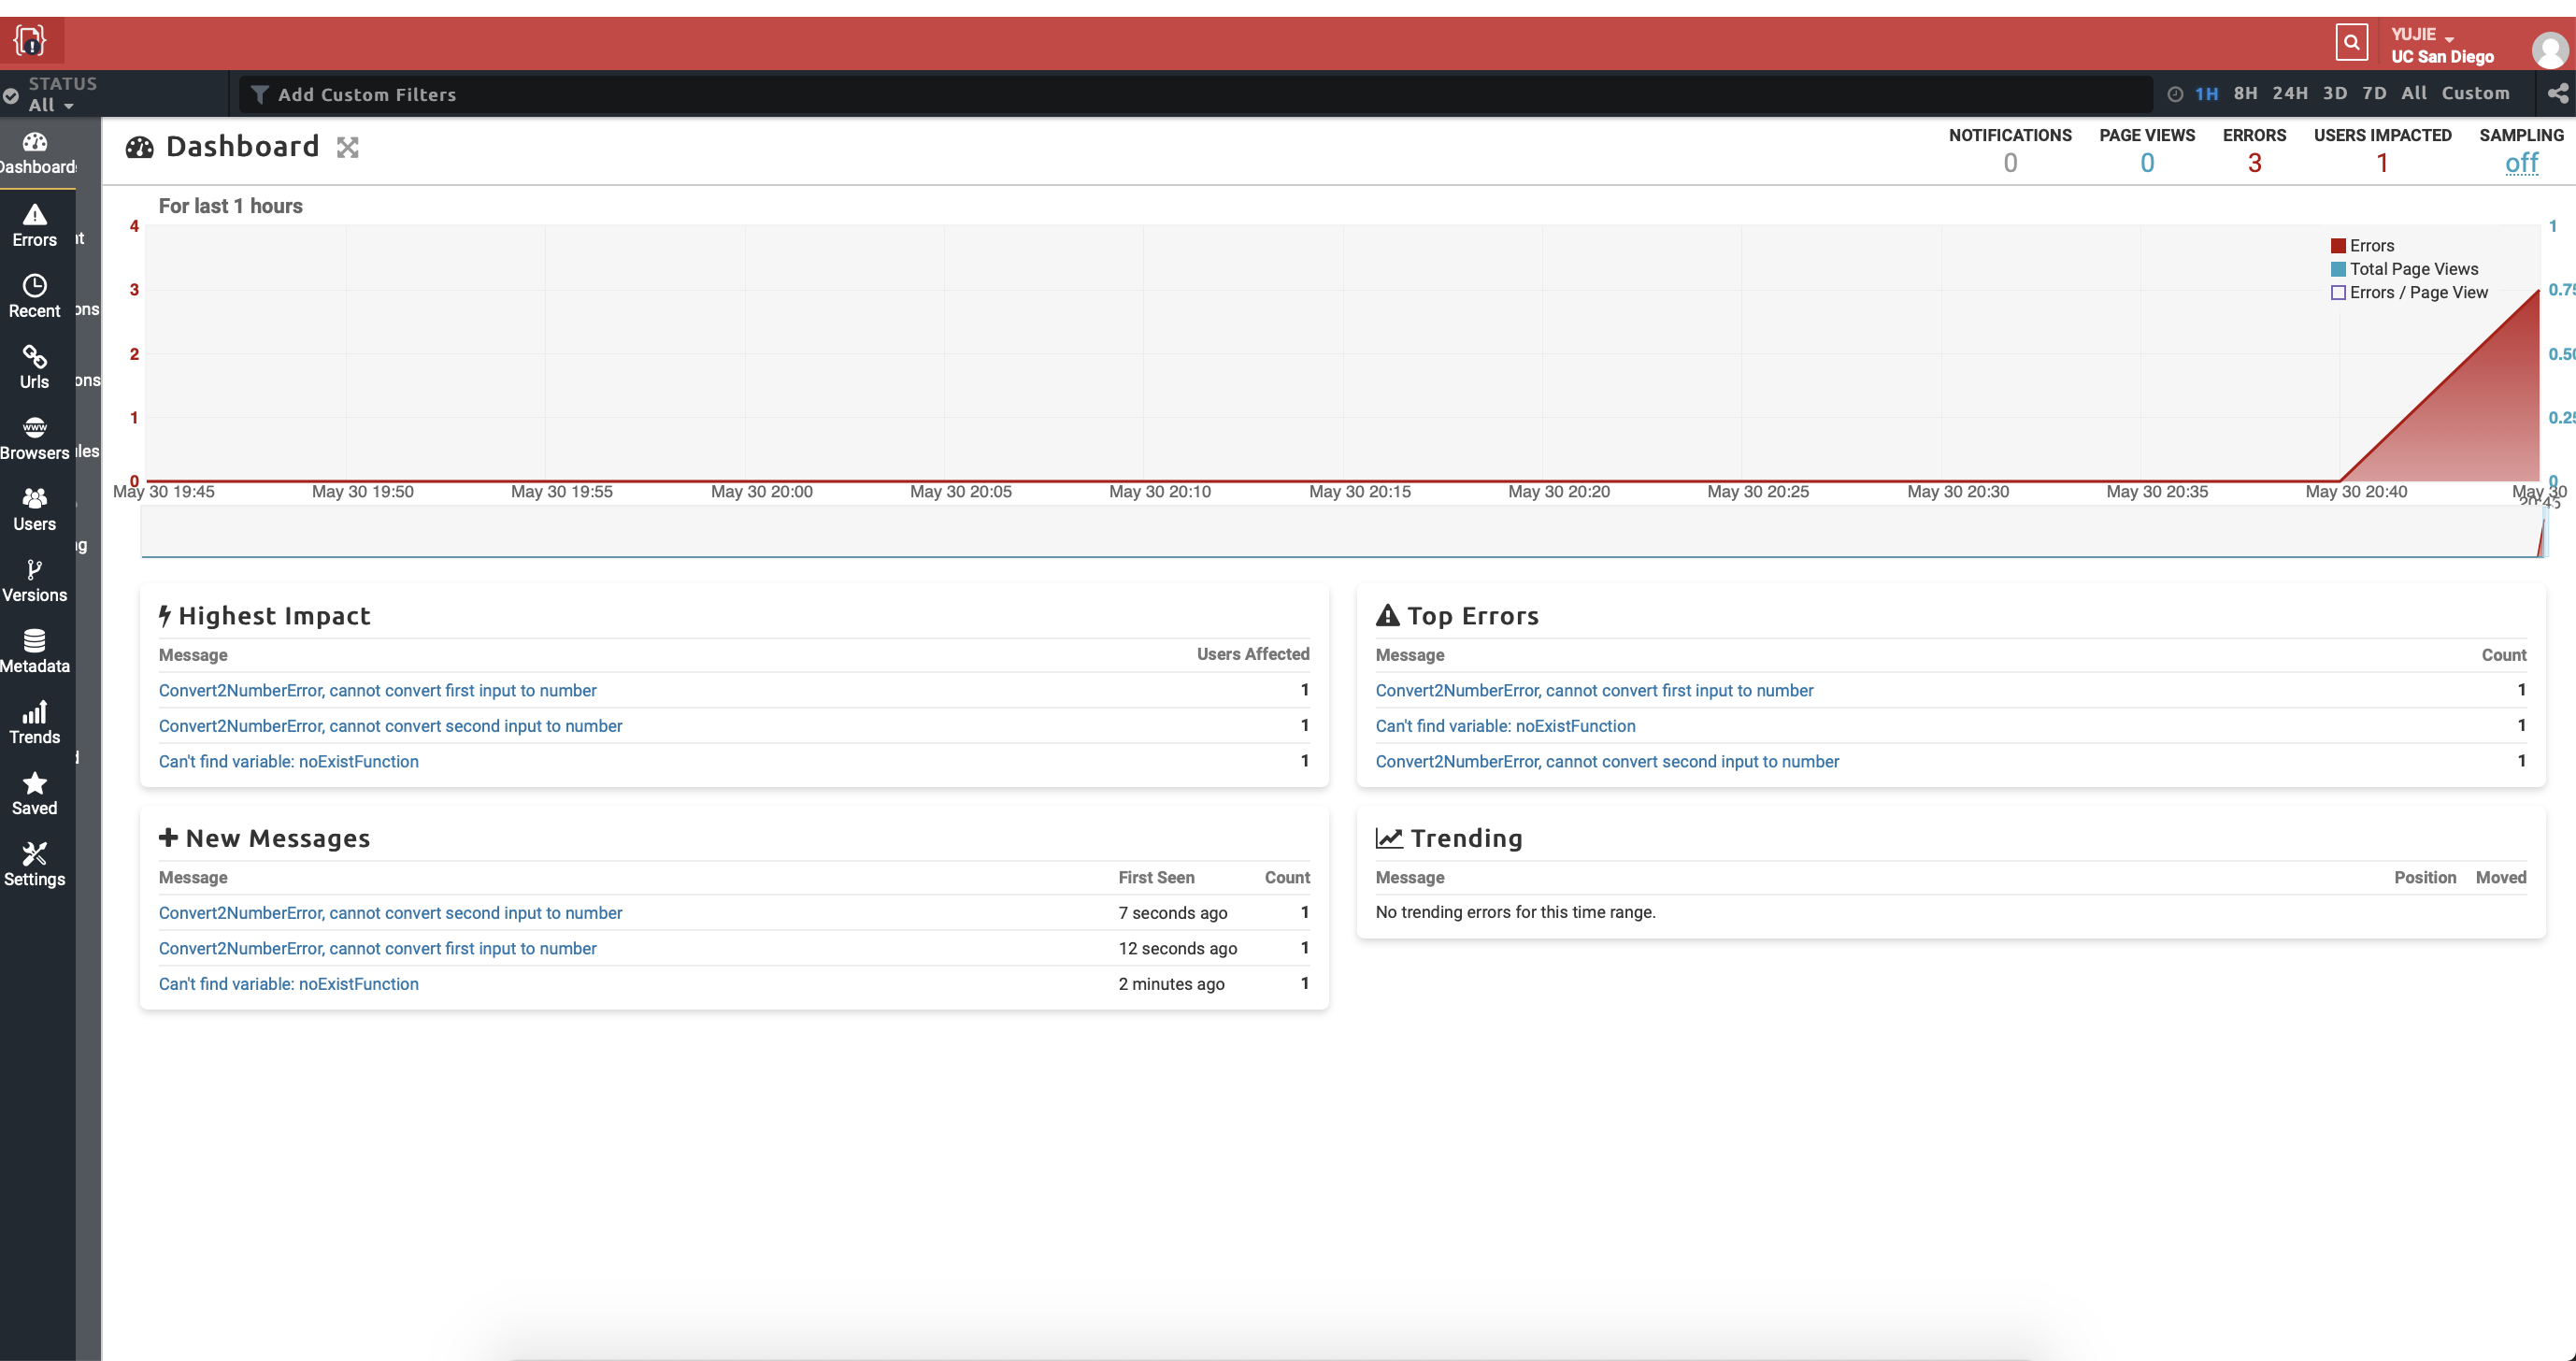 YUJIE
UC San Diego
STATUS
All
Add Custom Filters
1H 8H 24H 3D 7D All Custom
Dashboard
NOTIFICATIONS PAGE VIEWS ERRORS USERS IMPACTED SAMPLING
0 0 3 1 off
Dashboards
Errors
Recent
Urls
www
Browsers
Users
Versions
Metadata
Trends
Saved
Settings
For last 1 hours
4
3
2
1
0
1
0.75
0.50
0.25
0
Errors
Total Page Views
Errors / Page View
May 30 19:45 May 30 19:50 May 30 19:55 May 30 20:00 May 30 20:05 May 30 20:10 May 30 20:15 May 30 20:20 May 30 20:25 May 30 20:30 May 30 20:35 May 30 20:40 May 30 20:45
Highest Impact
Message Users Affected
Convert2NumberError, cannot convert first input to number 1
Convert2NumberError, cannot convert second input to number 1
Can't find variable: noExistFunction 1
Top Errors
Message Count
Convert2NumberError, cannot convert first input to number 1
Can't find variable: noExistFunction 1
Convert2NumberError, cannot convert second input to number 1
New Messages
Message First Seen Count
Convert2NumberError, cannot convert second input to number 7 seconds ago 1
Convert2NumberError, cannot convert first input to number 12 seconds ago 1
Can't find variable: noExistFunction 2 minutes ago 1
Trending
Message Position Moved
No trending errors for this time range.